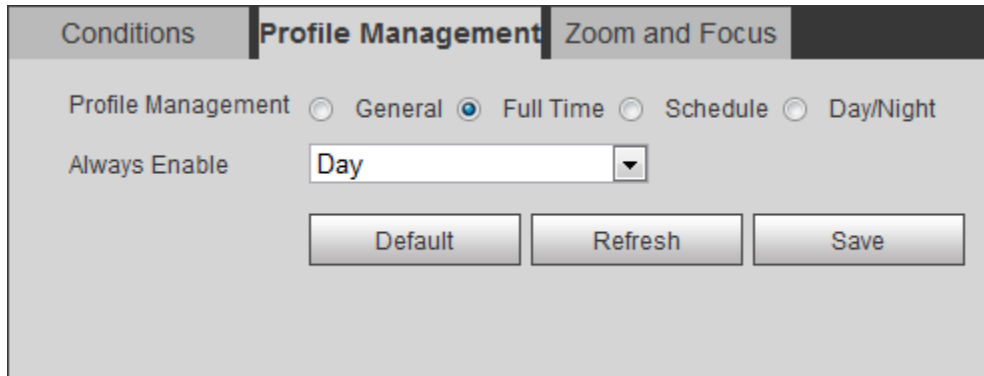 Conditions Profile Management Zoom and Focus
Profile Management General Full Time Schedule Day/Night
Always Enable Day
Default Refresh Save